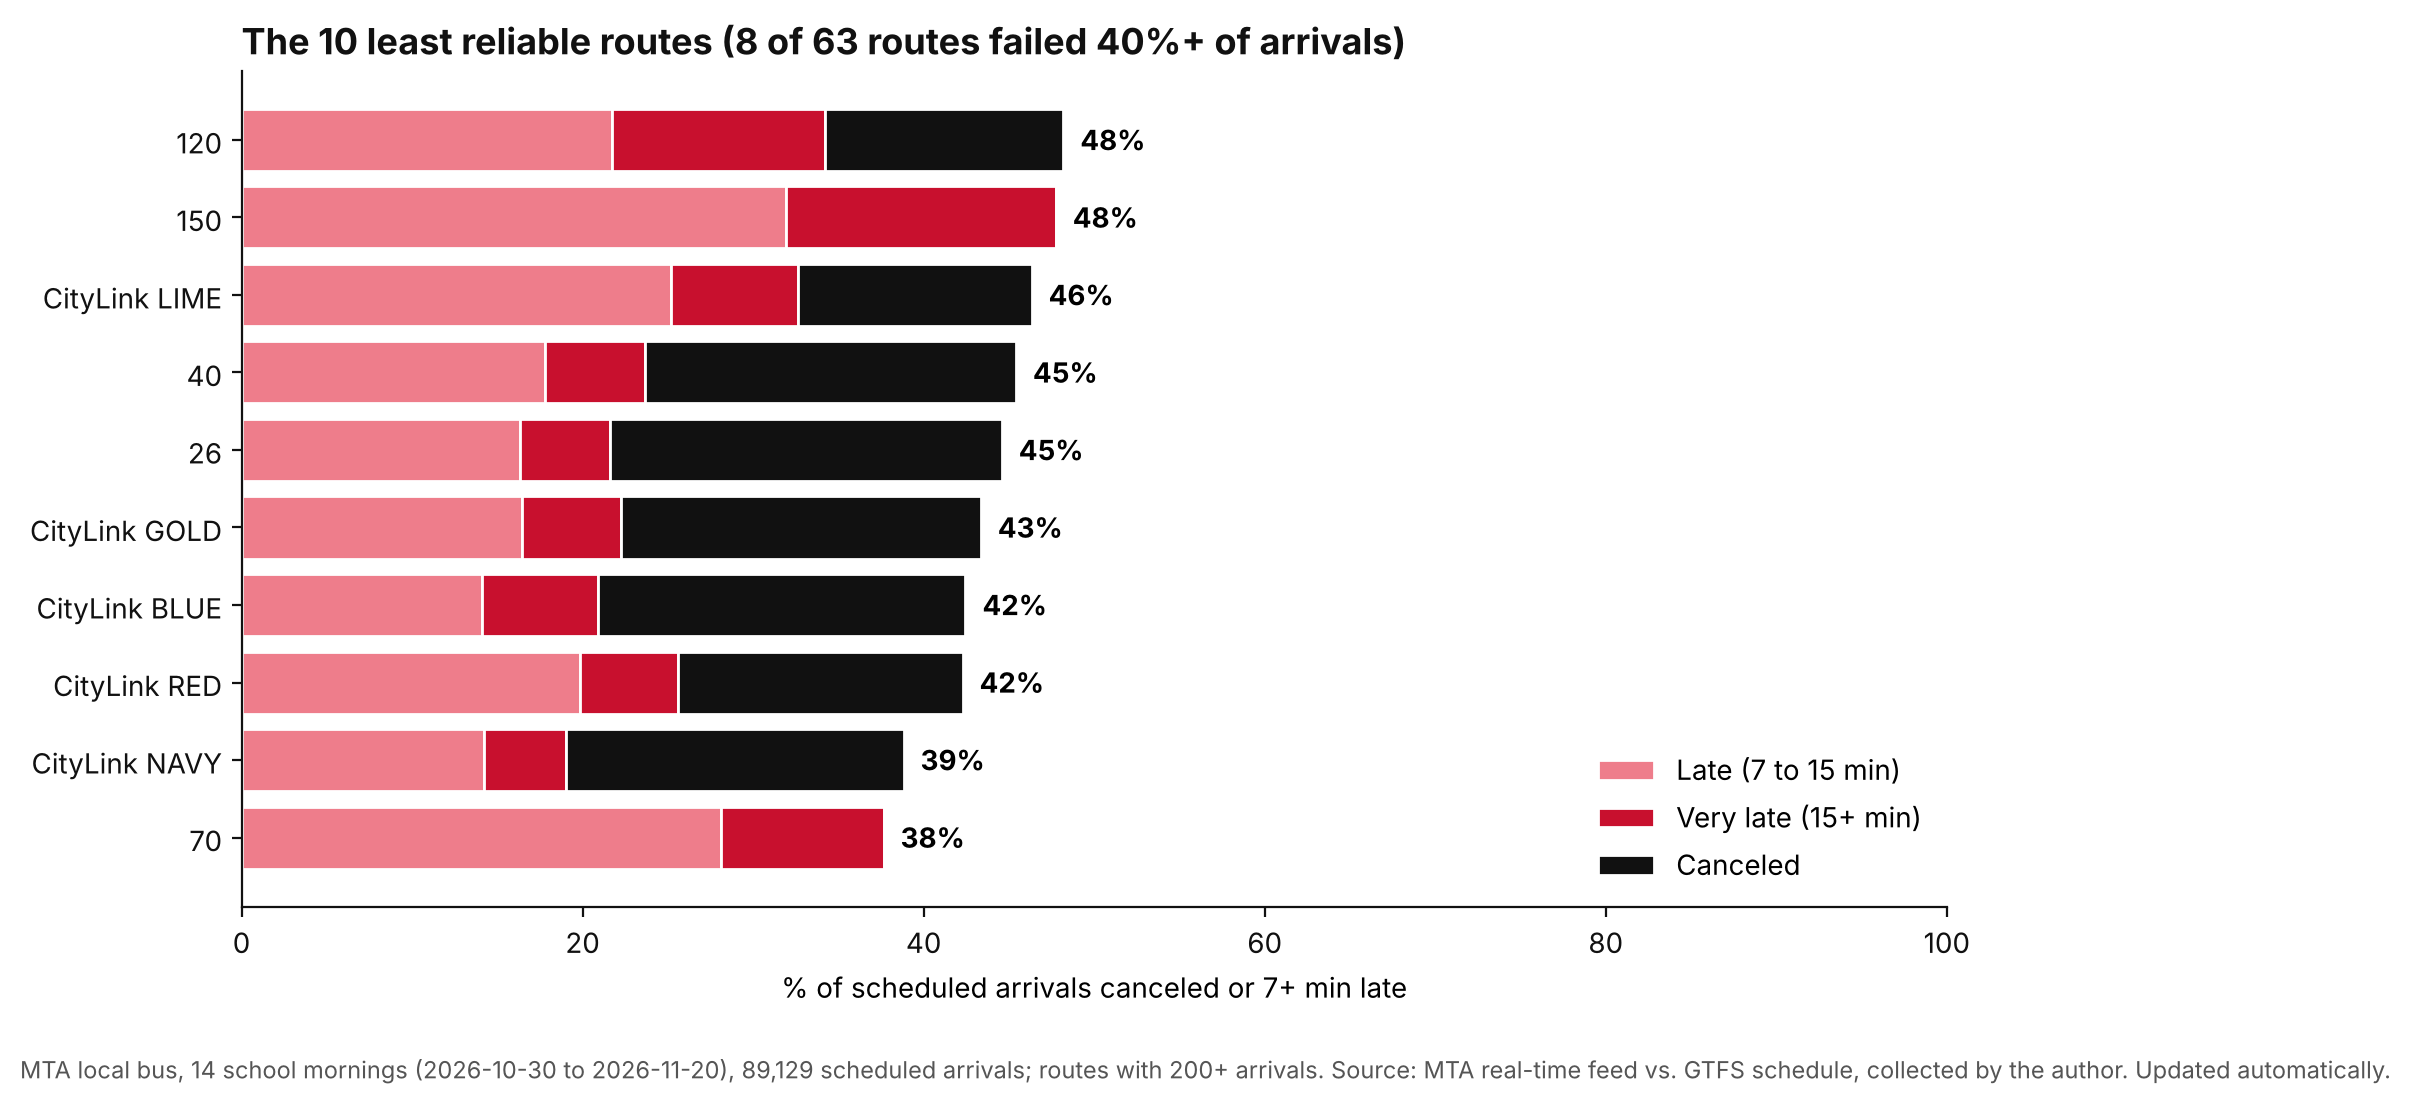 The 10 least reliable routes (8 of 63 routes failed 40%+ of arrivals)
120 48%
150 48%
CityLink LIME 46%
40 45%
26 45%
CityLink GOLD 43%
CityLink BLUE 42%
CityLink RED 42%
CityLink NAVY 39%
70 38%
Late (7 to 15 min)
Very late (15+ min)
Canceled
0 20 40 60 80 100
% of scheduled arrivals canceled or 7+ min late
MTA local bus, 14 school mornings (2026-10-30 to 2026-11-20), 89,129 scheduled arrivals; routes with 200+ arrivals. Source: MTA real-time feed vs. GTFS schedule, collected by the author. Updated automatically.